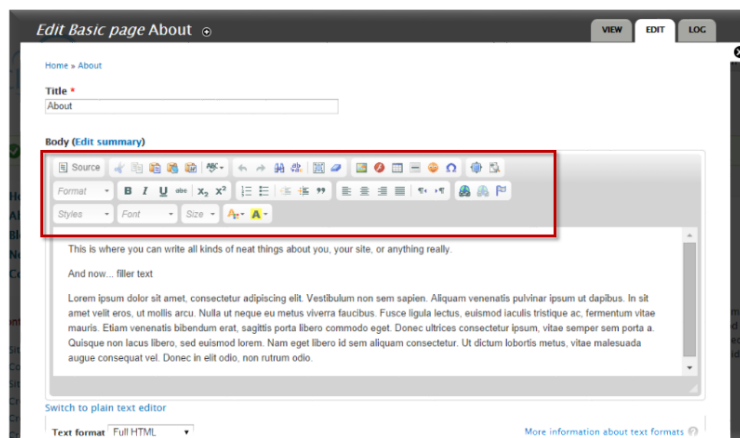 Edit Basic page About
VIEW EDIT LOG
Home » About
Title *
About
Body (Edit summary)
Source ABC Ω
Format B I U abc X₂ X² ”
Styles Font Size A A
This is where you can write all kinds of neat things about you, your site, or anything really.
And now... filler text
Lorem ipsum dolor sit amet, consectetur adipiscing elit. Vestibulum non sem sapien. Aliquam venenatis pulvinar ipsum ut dapibus. In sit
amet velit eros, ut mollis arcu. Nulla ut neque eu metus viverra faucibus. Fusce ligula lectus, euismod iaculis tristique ac, fermentum vitae
mauris. Etiam venenatis bibendum erat, sagittis porta libero commodo eget. Donec ultrices consectetur ipsum, vitae semper sem porta a.
Quisque non lacus libero, sed euismod lorem. Nam eget libero id sem aliquam consectetur. Ut dictum lobortis metus, vitae malesuada
augue consequat vel. Donec in elit odio, non rutrum odio.
Switch to plain text editor
Text format Full HTML
More information about text formats